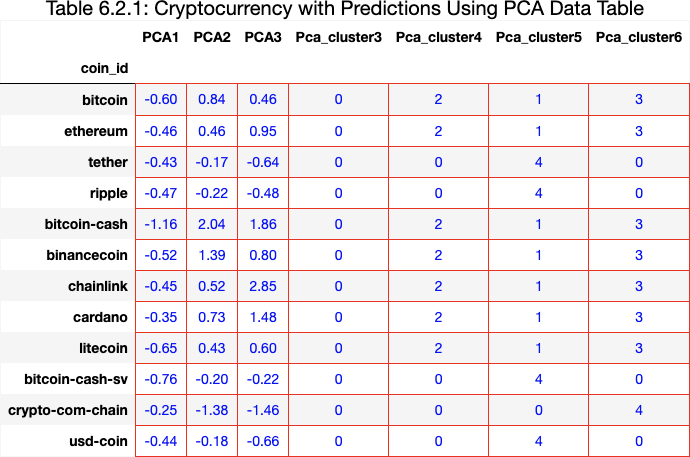 Table 6.2.1: Cryptocurrency with Predictions Using PCA Data Table
PCA1 PCA2 PCA3 Pca_cluster3 Pca_cluster4 Pca_cluster5 Pca_cluster6
coin_id
bitcoin -0.60 0.84 0.46 0 2 1 3
ethereum -0.46 0.46 0.95 0 2 1 3
tether -0.43 -0.17 -0.64 0 0 4 0
ripple -0.47 -0.22 -0.48 0 0 4 0
bitcoin-cash -1.16 2.04 1.86 0 2 1 3
binancecoin -0.52 1.39 0.80 0 2 1 3
chainlink -0.45 0.52 2.85 0 2 1 3
cardano -0.35 0.73 1.48 0 2 1 3
litecoin -0.65 0.43 0.60 0 2 1 3
bitcoin-cash-sv -0.76 -0.20 -0.22 0 0 4 0
crypto-com-chain -0.25 -1.38 -1.46 0 0 0 4
usd-coin -0.44 -0.18 -0.66 0 0 4 0